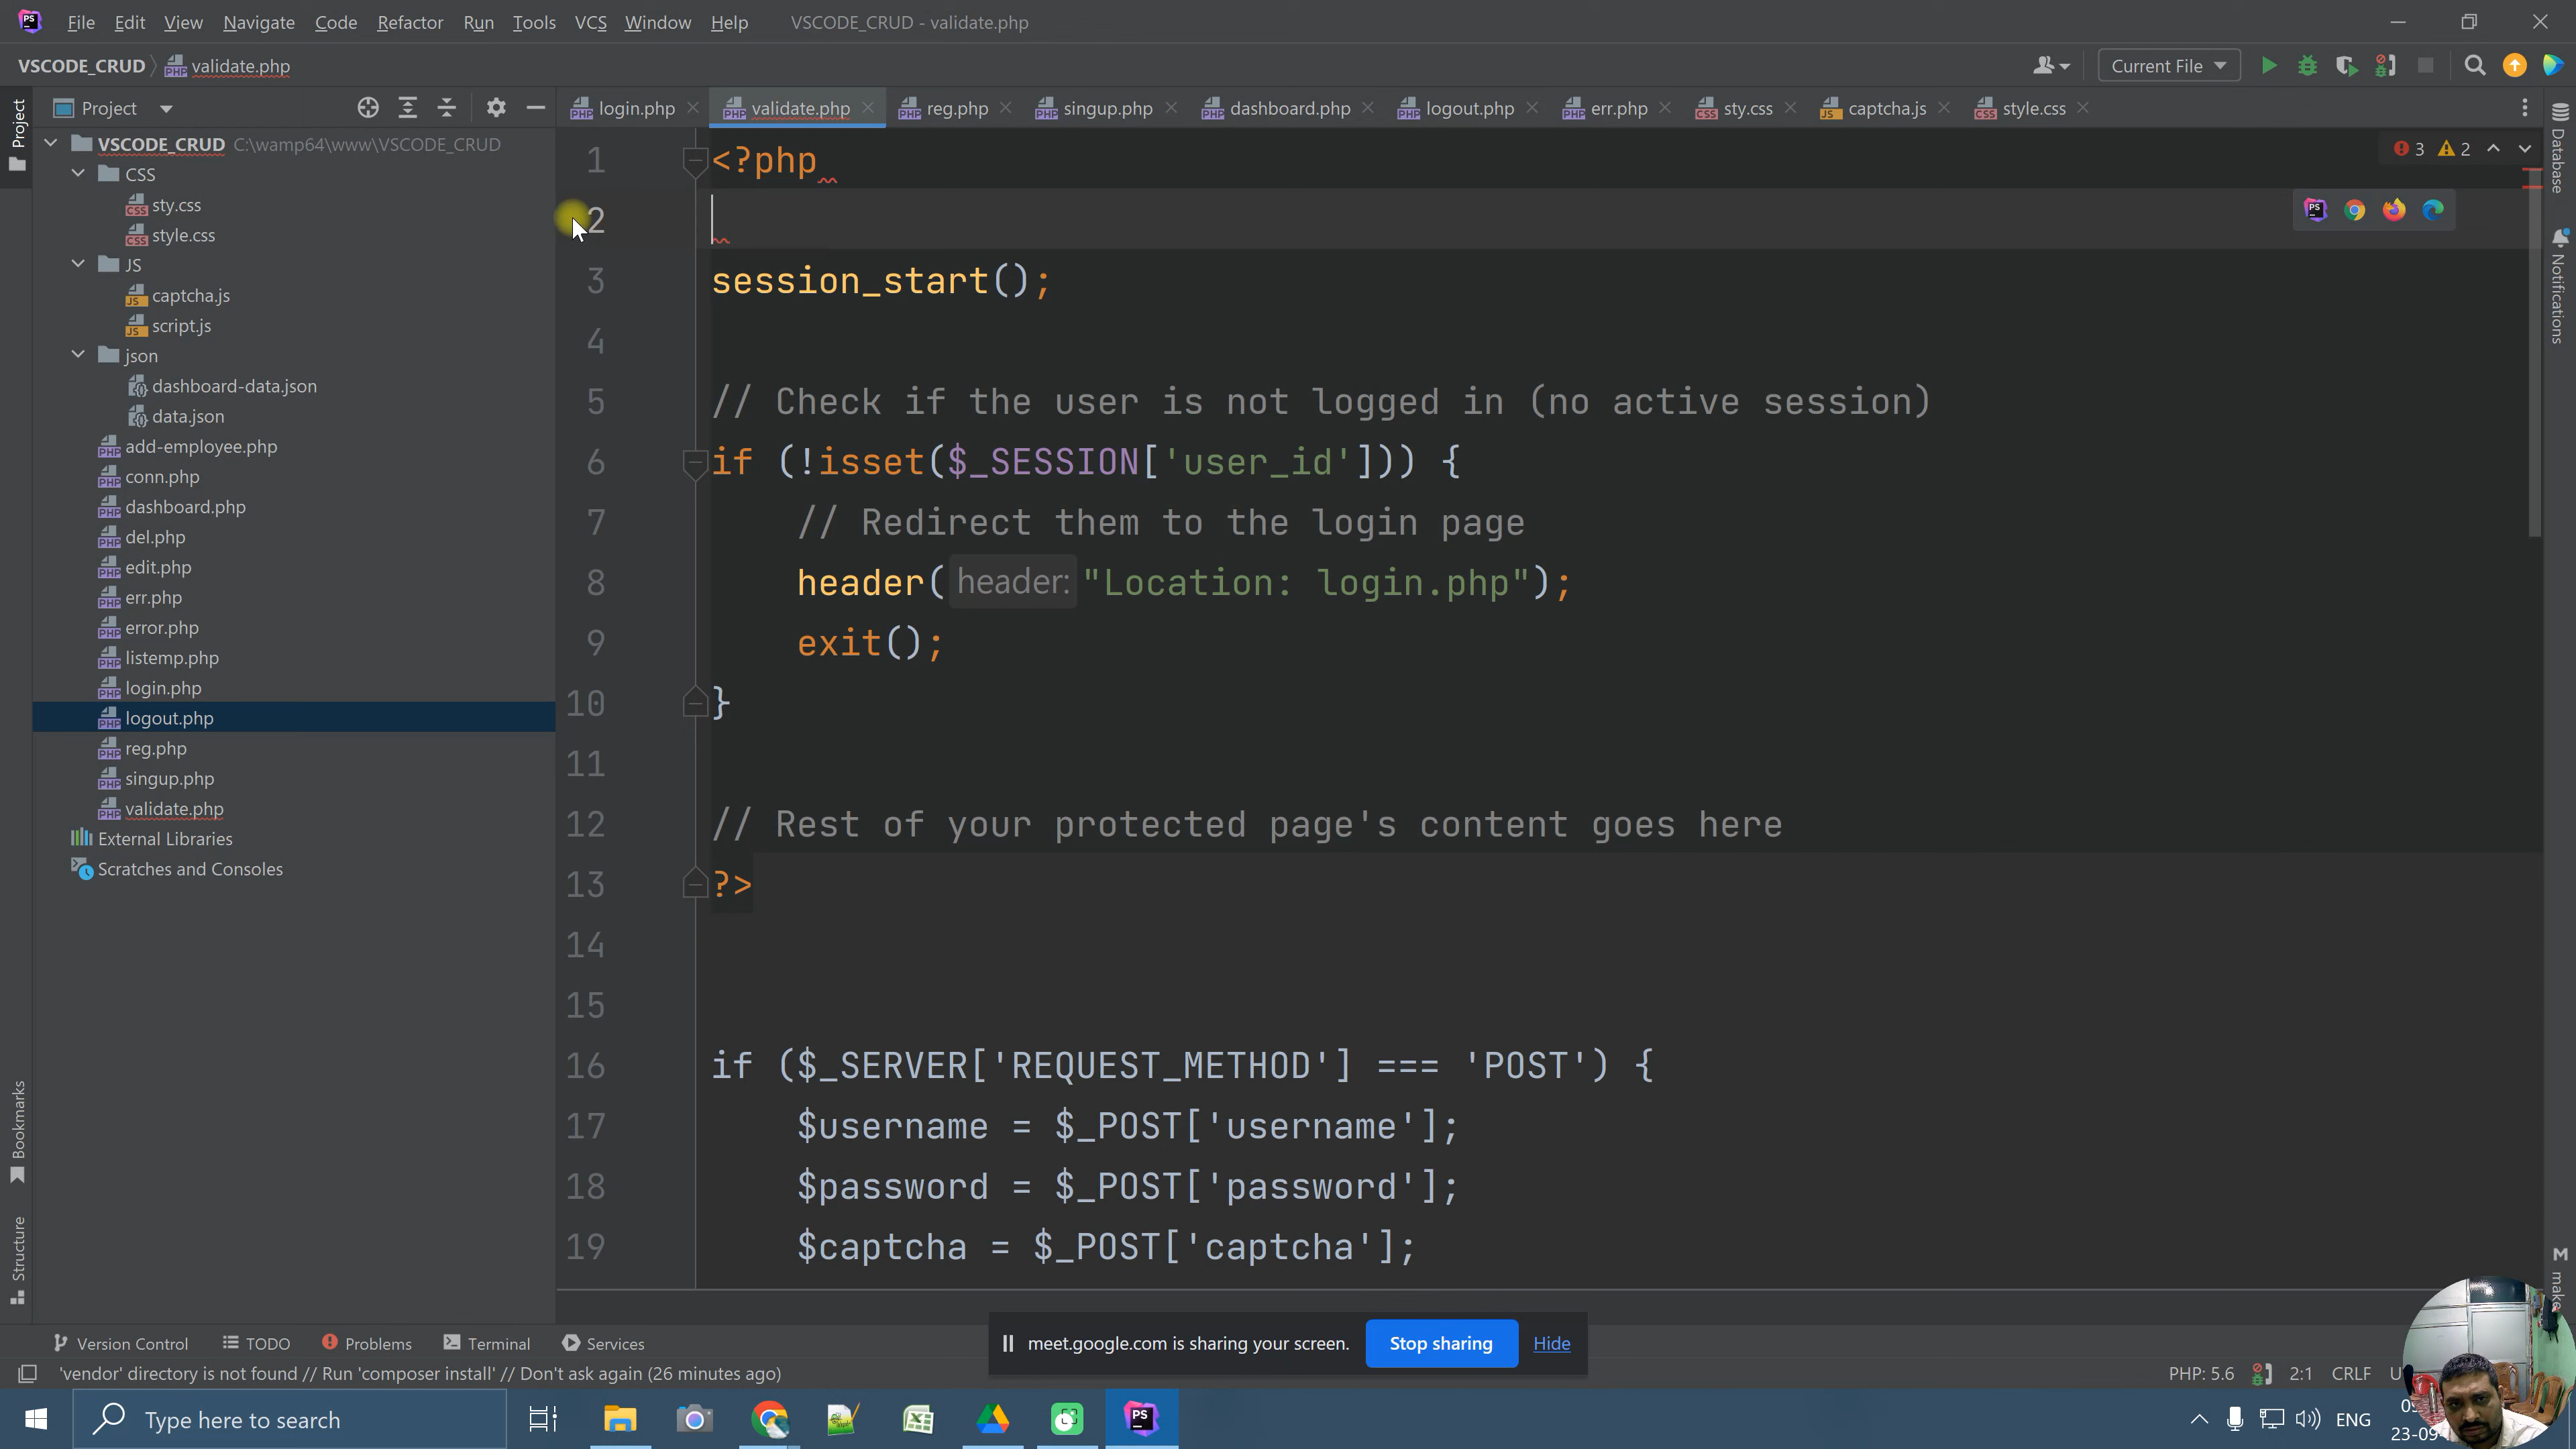 File Edit View Navigate Code Refactor Run Tools VCS Window Help VSCODE_CRUD - validate.php
VSCODE_CRUD validate.php Current File
Project login.php validate.php reg.php singup.php dashboard.php logout.php err.php sty.css captcha.js style.css
Project
VSCODE_CRUD C:\wamp64\www\VSCODE_CRUD
CSS
sty.css
style.css
JS
captcha.js
script.js
json
dashboard-data.json
data.json
add-employee.php
conn.php
dashboard.php
del.php
edit.php
err.php
error.php
listemp.php
login.php
logout.php
reg.php
singup.php
validate.php
External Libraries
Scratches and Consoles
Bookmarks
Structure
3 2
1 <?php
2
3 session_start();
4
5 // Check if the user is not logged in (no active session)
6 if (!isset($_SESSION['user_id'])) {
7 // Redirect them to the login page
8 header( header: "Location: login.php");
9 exit();
10 }
11
12 // Rest of your protected page's content goes here
13 ?>
14
15
16 if ($_SERVER['REQUEST_METHOD'] === 'POST') {
17 $username = $_POST['username'];
18 $password = $_POST['password'];
19 $captcha = $_POST['captcha'];
Database
Notifications
make
Version Control TODO Problems Terminal Services
meet.google.com is sharing your screen. Stop sharing Hide
'vendor' directory is not found // Run 'composer install' // Don't ask again (26 minutes ago) PHP: 5.6 2:1 CRLF
Type here to search ENG